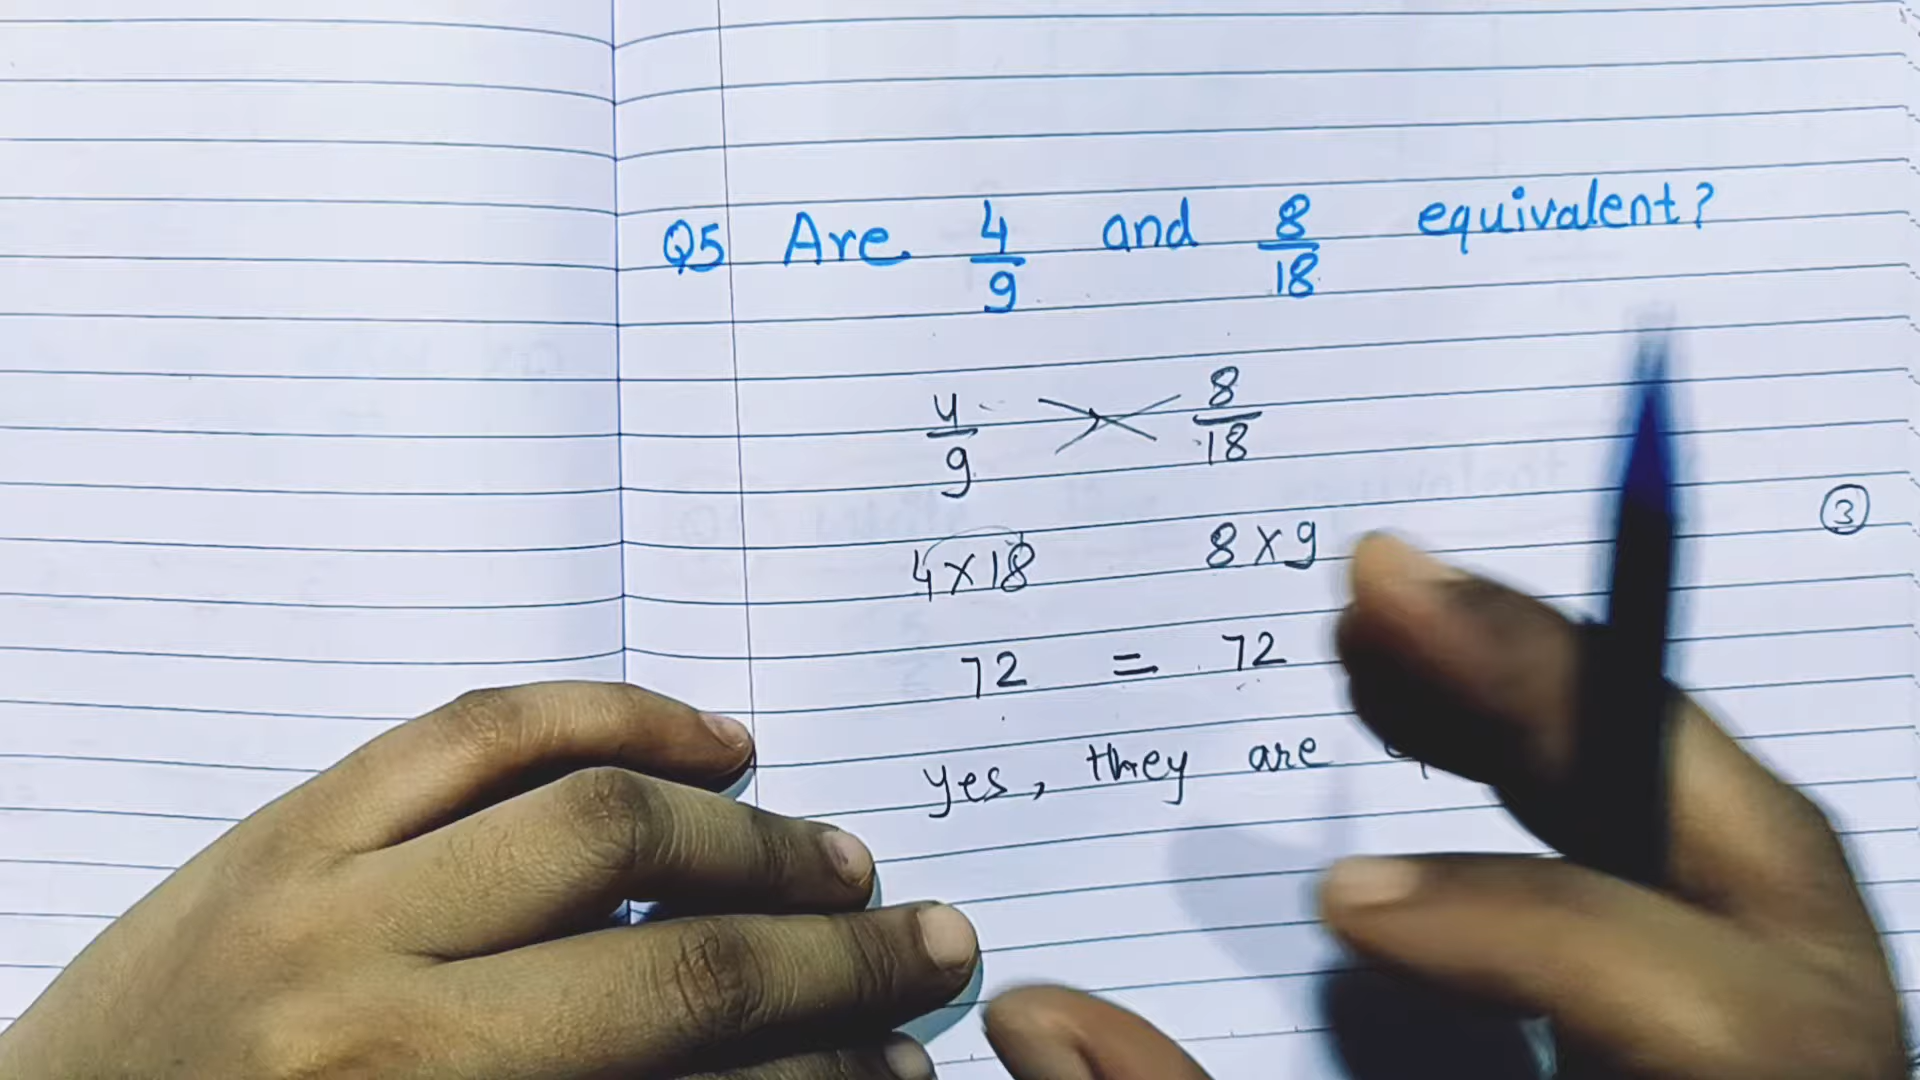 Q5 Are 4/9 and 8/18 equivalent?
4/9 8/18
4 x 18 8 x 9
3
72 = 72
yes, they are